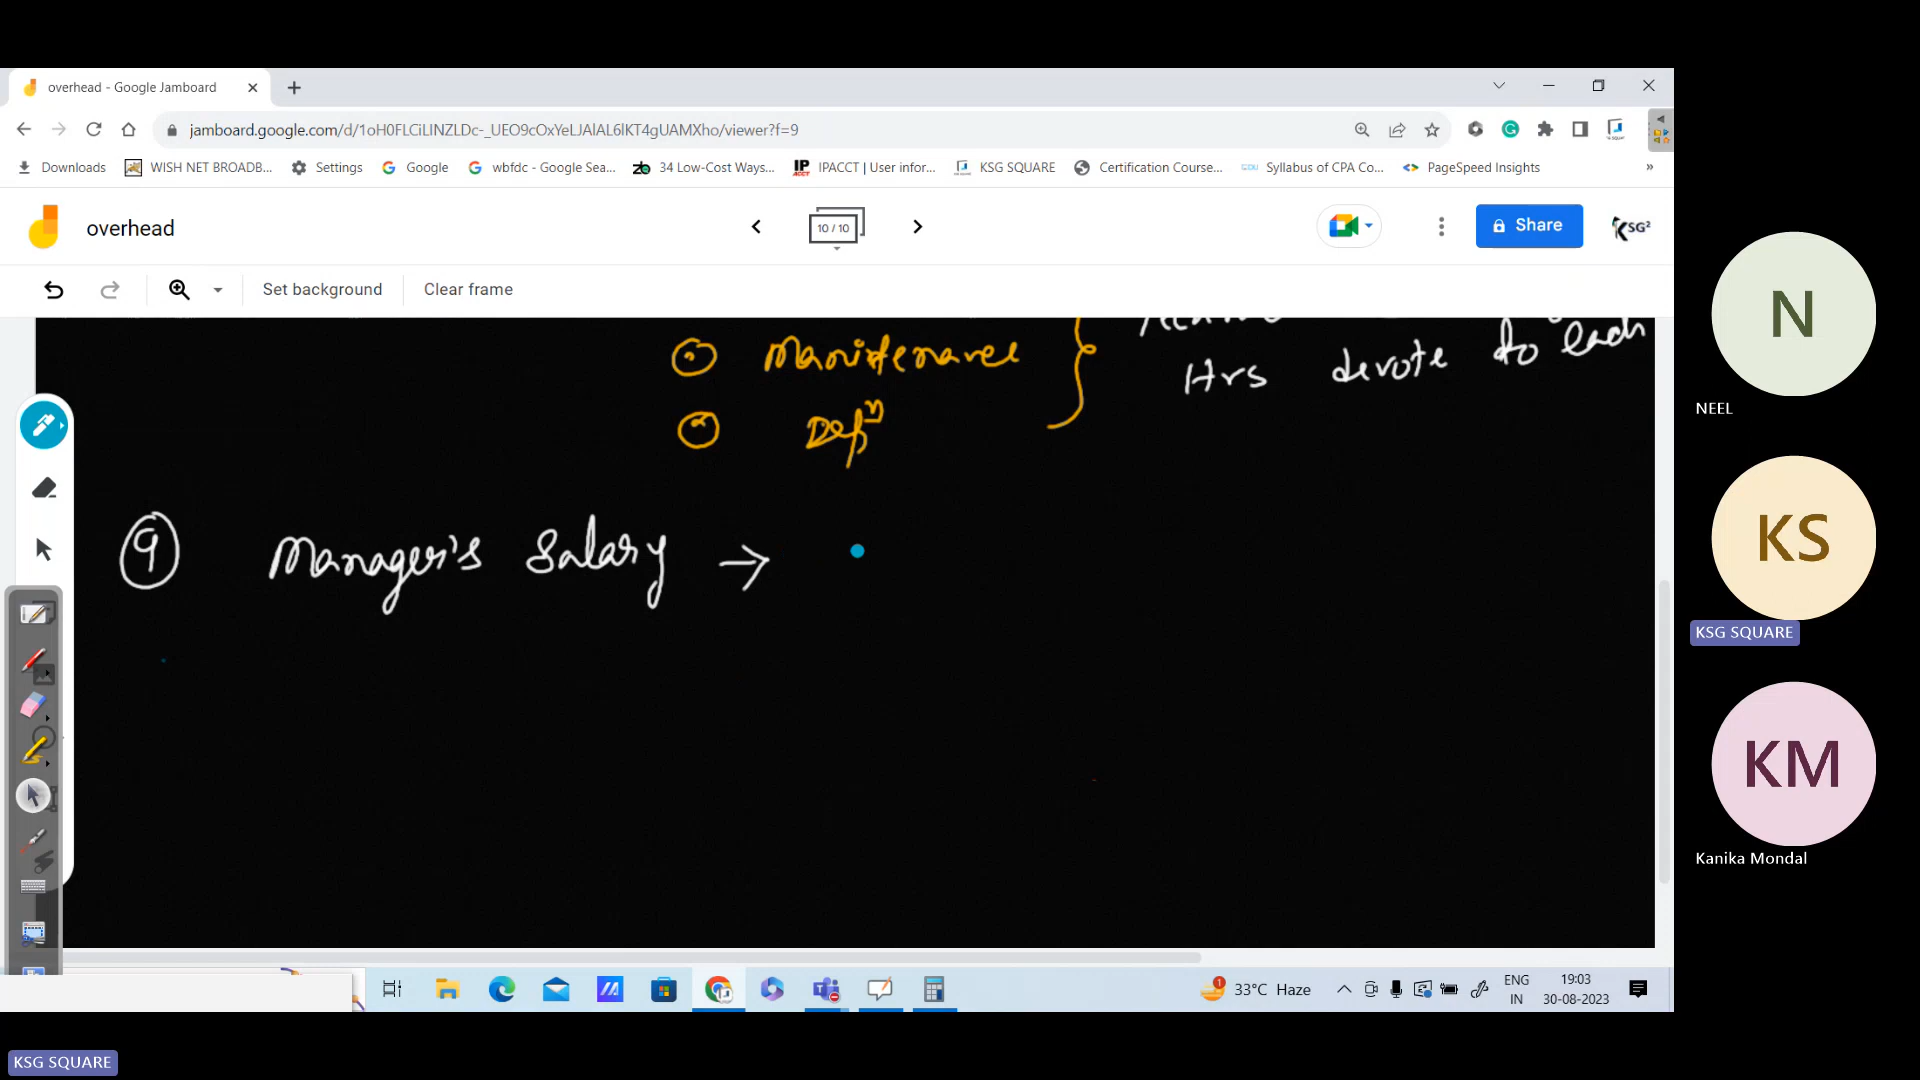 overhead - Google Jamboard
jamboard.google.com/d/1oH0FLCiLINZLDc-_UEO9cOxYeLJAlAL6lKT4gUAMXho/viewer?f=9
Downloads WISH NET BROADB... Settings Google wbfdc - Google Sea... 34 Low-Cost Ways... IPACCT | User infor... KSG SQUARE Certification Course... Syllabus of CPA Co... PageSpeed Insights »
overhead
10 / 10
Share
KSG²
Set background Clear frame
Hrs devote to each
Depⁿ
9 Manager's Salary →
N
NEEL
KS
KSG SQUARE
KM
Kanika Mondal
1 33°C Haze
ENG
IN
19:03
30-08-2023
KSG SQUARE